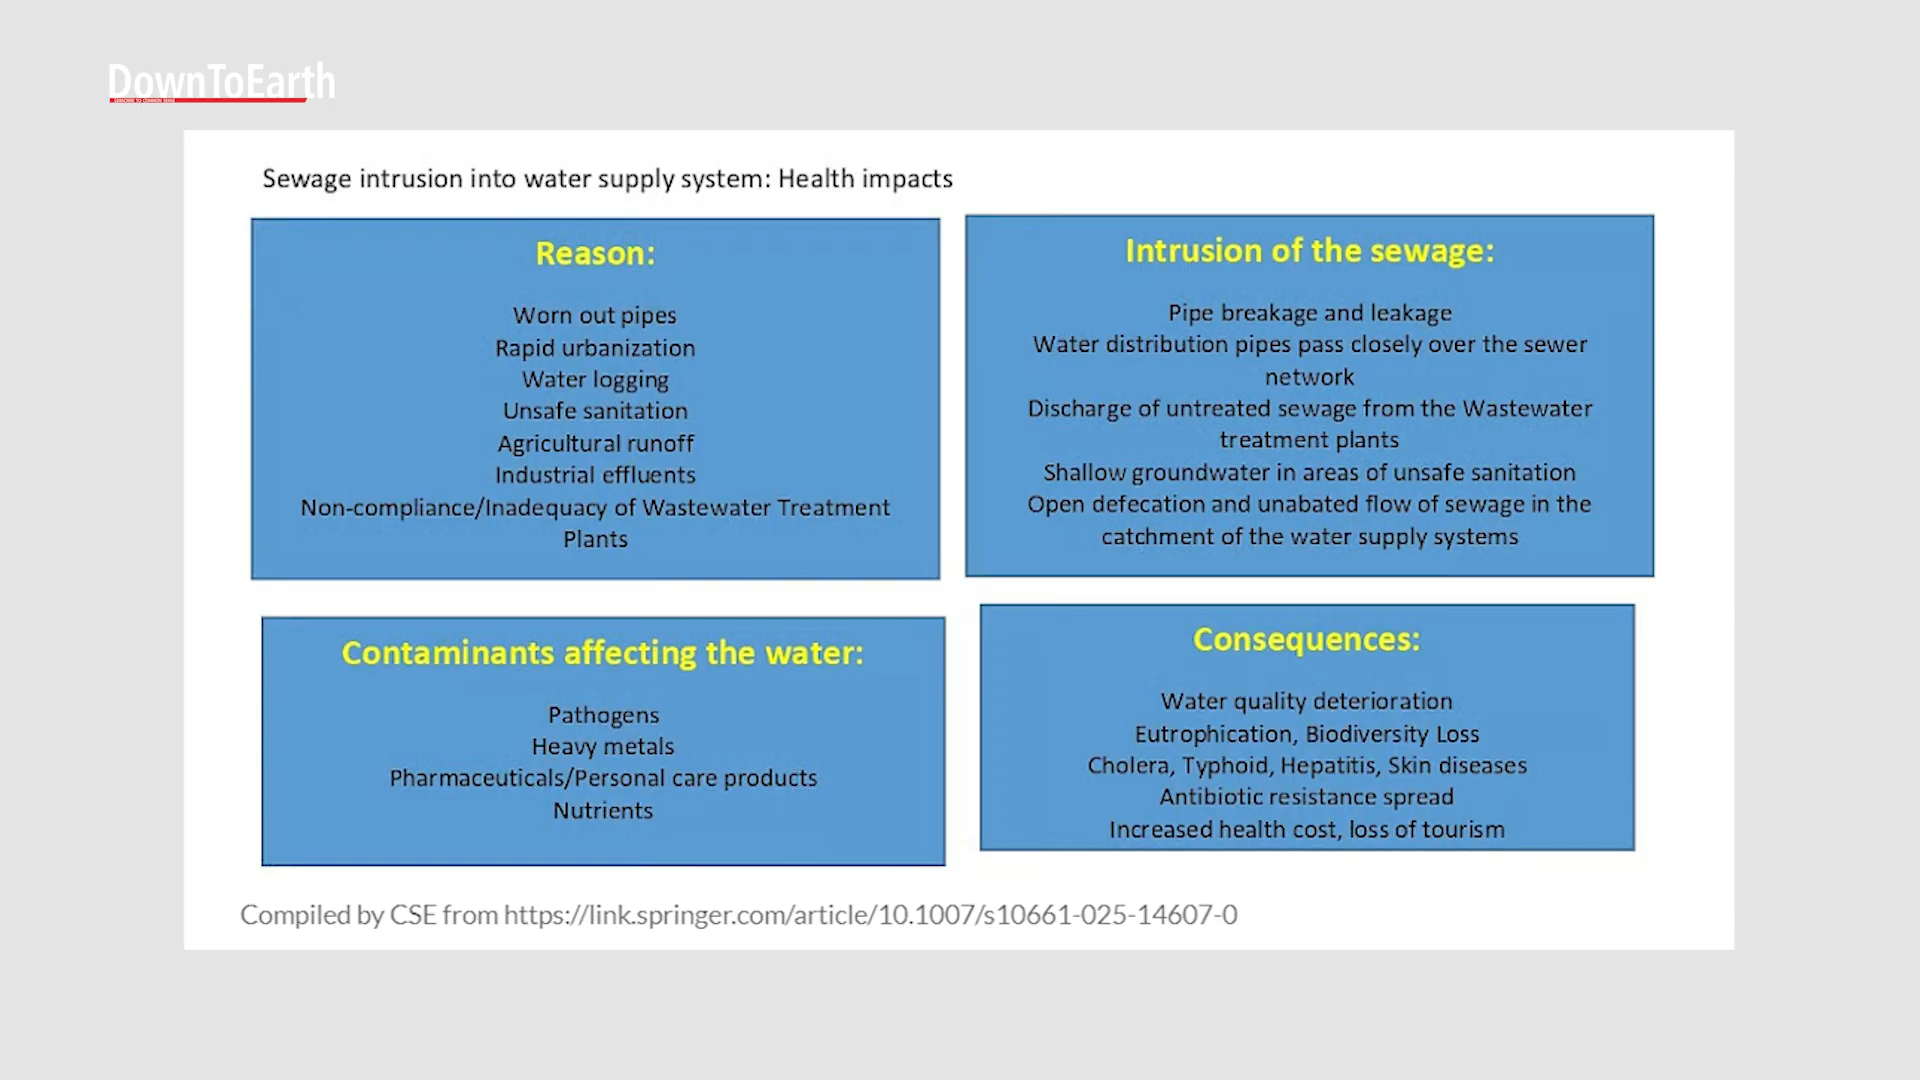 DownToEarth
SUBSCRIBE TO COMMON SENSE
Sewage intrusion into water supply system: Health impacts
Reason:
Worn out pipes
Rapid urbanization
Water logging
Unsafe sanitation
Agricultural runoff
Industrial effluents
Non-compliance/Inadequacy of Wastewater Treatment
Plants
Intrusion of the sewage:
Pipe breakage and leakage
Water distribution pipes pass closely over the sewer
network
Discharge of untreated sewage from the Wastewater
treatment plants
Shallow groundwater in areas of unsafe sanitation
Open defecation and unabated flow of sewage in the
catchment of the water supply systems
Contaminants affecting the water:
Pathogens
Heavy metals
Pharmaceuticals/Personal care products
Nutrients
Consequences:
Water quality deterioration
Eutrophication, Biodiversity Loss
Cholera, Typhoid, Hepatitis, Skin diseases
Antibiotic resistance spread
Increased health cost, loss of tourism
Compiled by CSE from https://link.springer.com/article/10.1007/s10661-025-14607-0